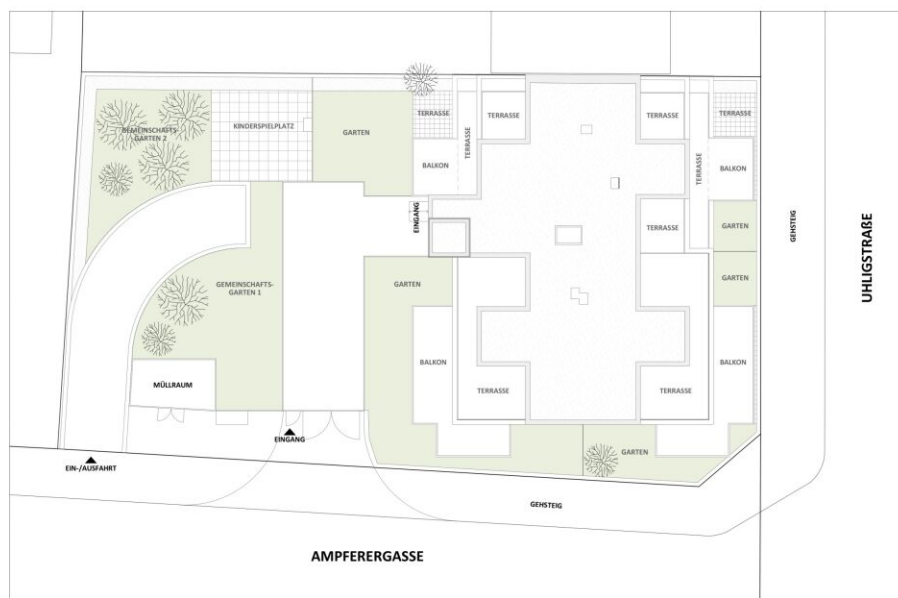 GEMEINSCHAFTS
GARTEN 2
KINDERSPIELPLATZ
GARTEN
TERRASSE
TERRASSE
TERRASSE
BALKON
EINGANG
TERRASSE
TERRASSE
TERRASSE
BALKON
TERRASSE
GARTEN
GARTEN
GEHSTEIG
UHLIGSTRAßE
GEMEINSCHAFTS-
GARTEN 1
GARTEN
BALKON
TERRASSE
TERRASSE
BALKON
MÜLLRAUM
EINGANG
EIN-/AUSFAHRT
GARTEN
GEHSTEIG
AMPFERERGASSE